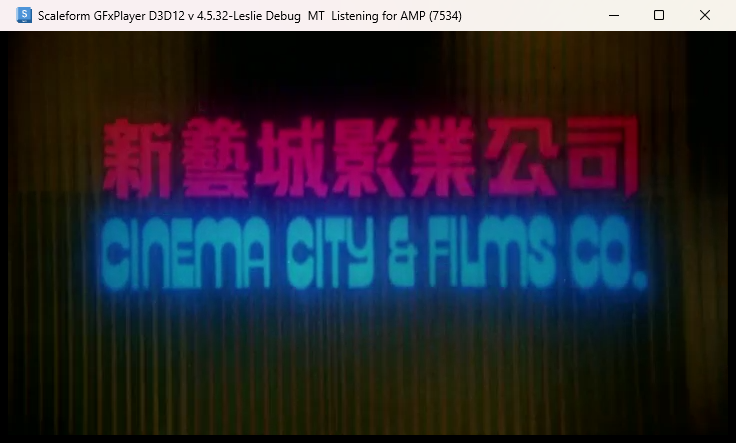 Scaleform GFxPlayer D3D12 v 4.5.32-Leslie Debug  MT  Listening for AMP (7534)
新藝城影業公司
CINEMA CITY & FILMS CO.